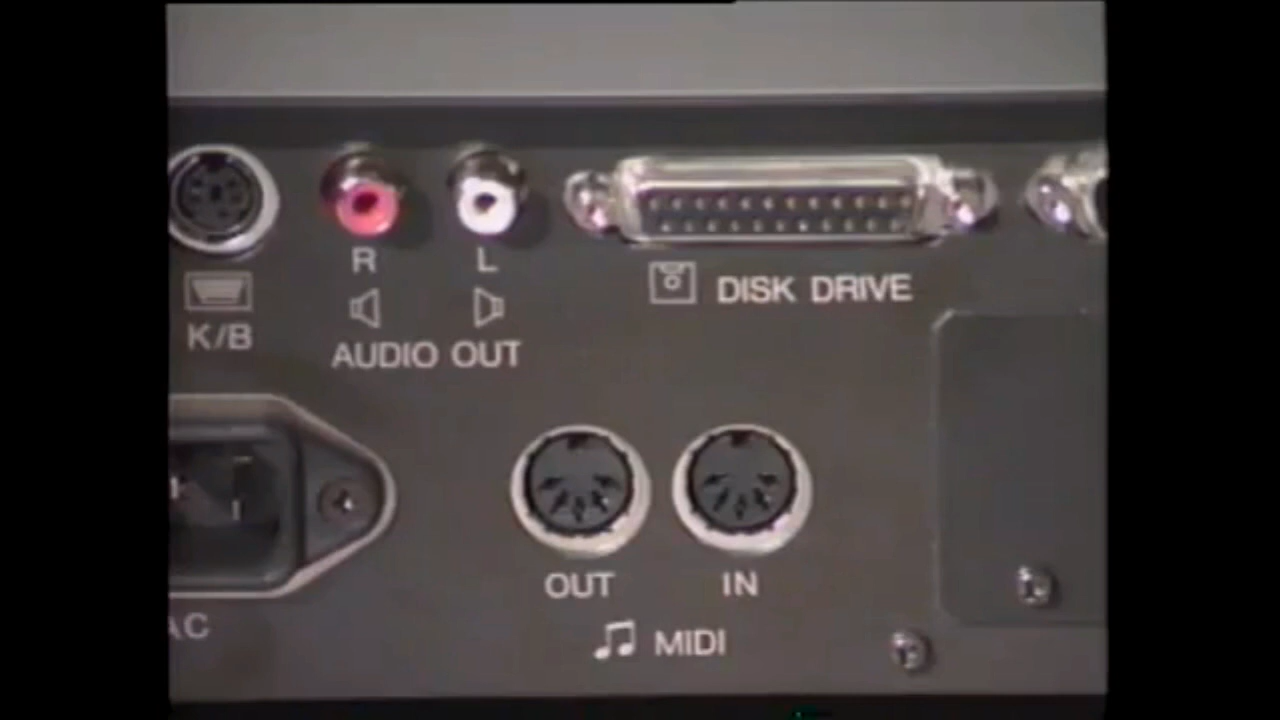 R L
DISK DRIVE
K/B
AUDIO OUT
OUT IN
MIDI
AC